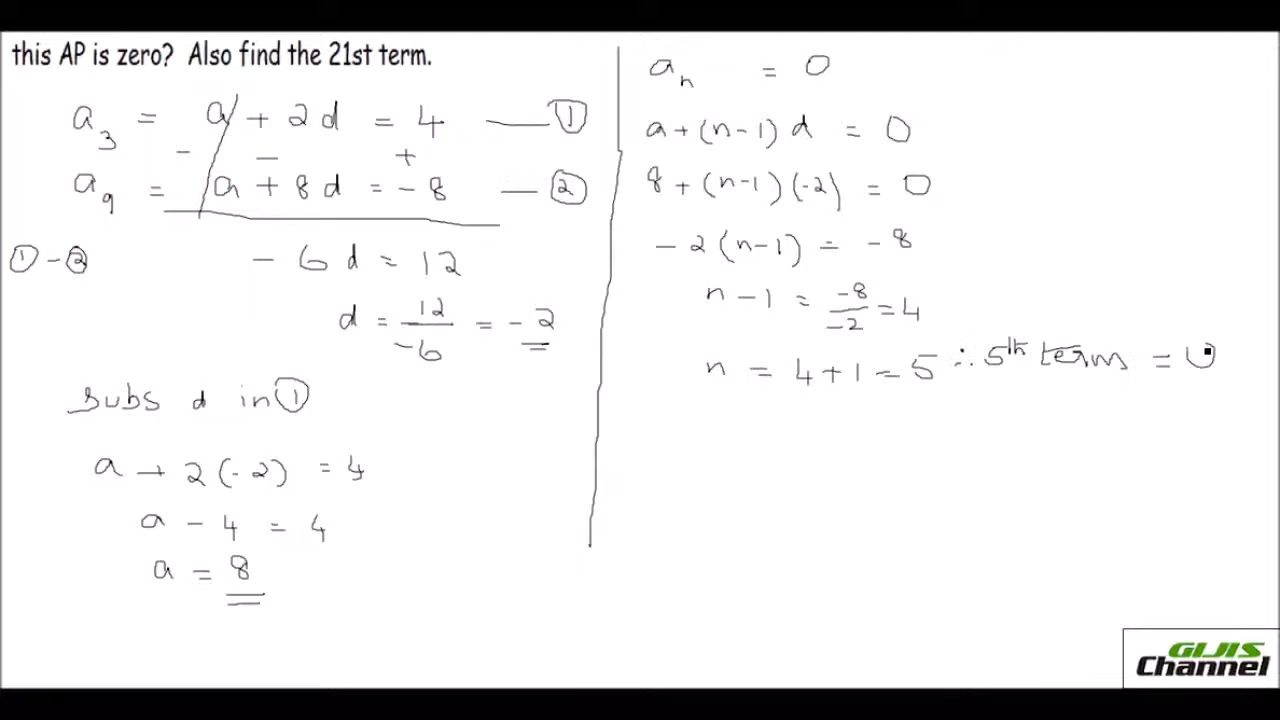 this AP is zero? Also find the 21st term.
a₃ = a + 2d = 4 —— ①
- - +
a₉ = a + 8d = -8 — ②
① - ② - 6d = 12
d = 12/-6 = -2
subs d in ①
a + 2(-2) = 4
a - 4 = 4
a = 8
aₙ = 0
a + (n-1) d = 0
8 + (n-1)(-2) = 0
-2(n-1) = -8
n - 1 = -8/-2 = 4
n = 4+1 = 5 ∴ 5th terms = 0
GIJIS
Channel